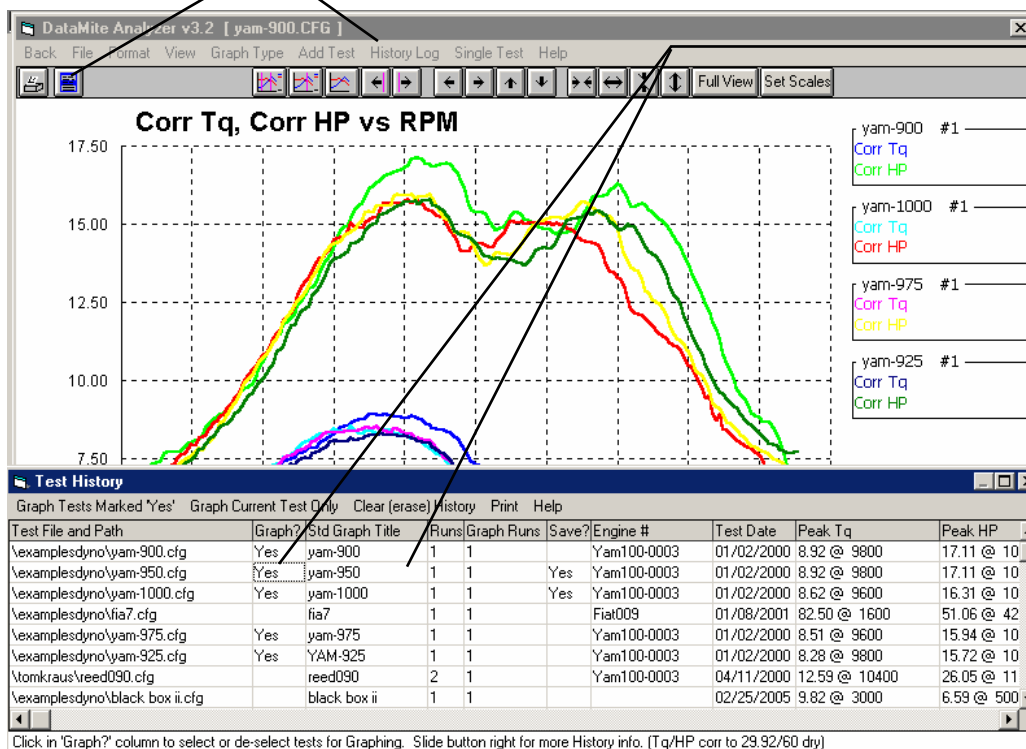 DataMite Analyzer v3.2 [ yam-900.CFG ]
Back File Format View Graph Type Add Test History Log Single Test Help
Full View Set Scales
Corr Tq, Corr HP vs RPM
17.50
15.00
12.50
10.00
7.50
yam-900 #1
Corr Tq
Corr HP
yam-1000 #1
Corr Tq
Corr HP
yam-975 #1
Corr Tq
Corr HP
yam-925 #1
Corr Tq
Corr HP
Test History
Graph Tests Marked 'Yes' Graph Current Test Only Clear (erase) History Print Help
Test File and Path Graph? Std Graph Title Runs Graph Runs Save? Engine # Test Date Peak Tq Peak HP
\examplesdyno\yam-900.cfg Yes yam-900 1 1 Yam100-0003 01/02/2000 8.92 @ 9800 17.11 @ 10
\examplesdyno\yam-950.cfg Yes yam-950 1 1 Yes Yam100-0003 01/02/2000 8.92 @ 9800 17.11 @ 10
\examplesdyno\yam-1000.cfg Yes yam-1000 1 1 Yes Yam100-0003 01/02/2000 8.62 @ 9600 16.31 @ 10
\examplesdyno\fia7.cfg fia7 1 1 Fiat009 01/08/2001 82.50 @ 1600 51.06 @ 42
\examplesdyno\yam-975.cfg Yes yam-975 1 1 Yam100-0003 01/02/2000 8.51 @ 9600 15.94 @ 10
\examplesdyno\yam-925.cfg Yes YAM-925 1 1 Yam100-0003 01/02/2000 8.28 @ 9800 15.72 @ 10
\tomkraus\reed090.cfg reed090 2 1 Yam100-0003 04/11/2000 12.59 @ 10400 26.05 @ 11
\examplesdyno\black box ii.cfg black box ii 1 1 02/25/2005 9.82 @ 3000 6.59 @ 500
Click in 'Graph?' column to select or de-select tests for Graphing. Slide button right for more History info. (Tq/HP corr to 29.92/60 dry)